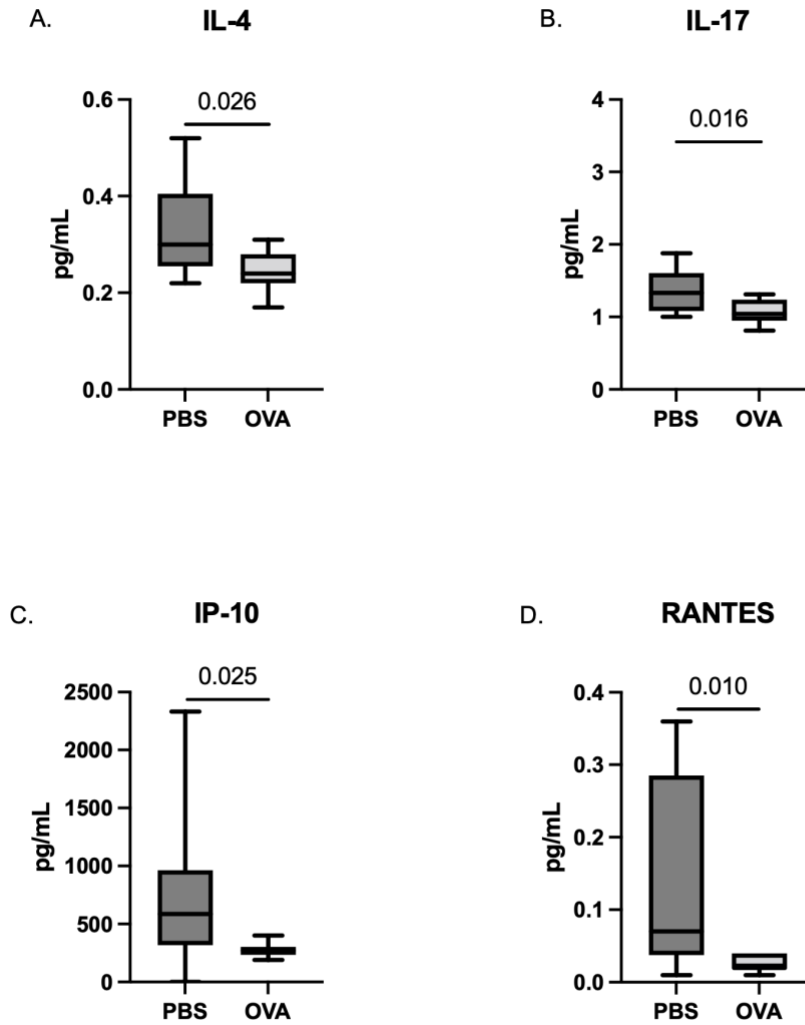 A.
IL-4
0.6
0.4
0.2
0.0
pg/mL
0.026
PBS OVA
B.
IL-17
4
3
2
1
0
pg/mL
0.016
PBS OVA
C.
IP-10
2500
2000
1500
1000
500
0
pg/mL
0.025
PBS OVA
D.
RANTES
0.4
0.3
0.1
0.0
pg/mL
0.010
PBS OVA